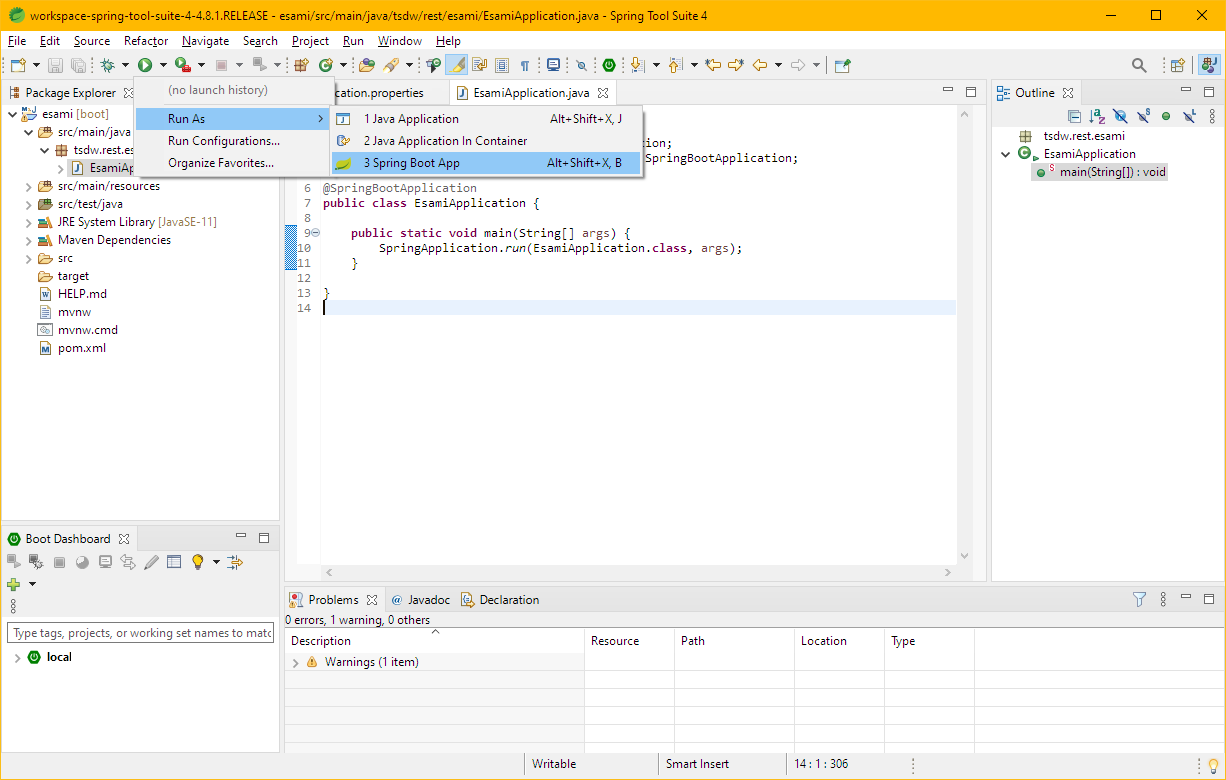 workspace-spring-tool-suite-4-4.8.1.RELEASE - esami/src/main/java/tsdw/rest/esami/EsamiApplication.java - Spring Tool Suite 4
File Edit Source Refactor Navigate Search Project Run Window Help
Package Explorer
esami [boot]
src/main/java
tsdw.rest.es
EsamiAp
src/main/resources
src/test/java
JRE System Library [JavaSE-11]
Maven Dependencies
src
target
HELP.md
mvnw
mvnw.cmd
pom.xml
(no launch history)
Run As
Run Configurations...
Organize Favorites...
1 Java Application Alt+Shift+X, J
2 Java Application In Container
3 Spring Boot App Alt+Shift+X, B
cation.properties
EsamiApplication.java
ion;
SpringBootApplication;
6 @SpringBootApplication
7 public class EsamiApplication {
8
9 public static void main(String[] args) {
10 SpringApplication.run(EsamiApplication.class, args);
11 }
12
13 }
14
Outline
tsdw.rest.esami
EsamiApplication
main(String[]) : void
Boot Dashboard
Type tags, projects, or working set names to matc
local
Problems
@ Javadoc
Declaration
0 errors, 1 warning, 0 others
Description Resource Path Location Type
Warnings (1 item)
Writable Smart Insert 14 : 1 : 306